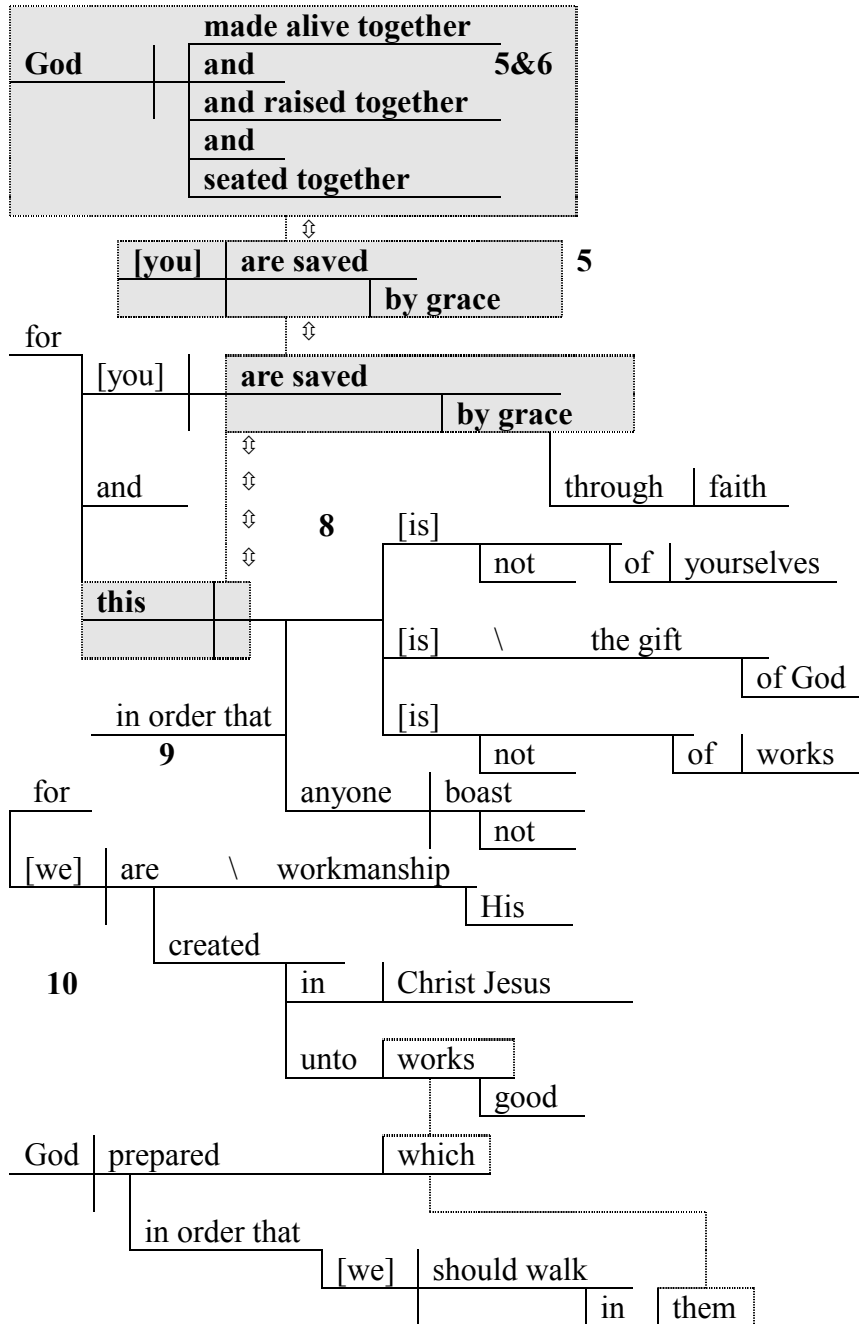 made alive together
God and 5&6
and raised together
and
seated together
⇳
[you] are saved 5
by grace
⇳
for
[you] are saved
by grace
⇳
and ⇳ through faith
⇳ 8 [is]
⇳ not of yourselves
this
[is] \ the gift
of God
in order that [is]
9 not of works
for anyone boast
not
[we] are \ workmanship
His
created
10 in Christ Jesus
unto works
good
God prepared which
in order that
[we] should walk
in them